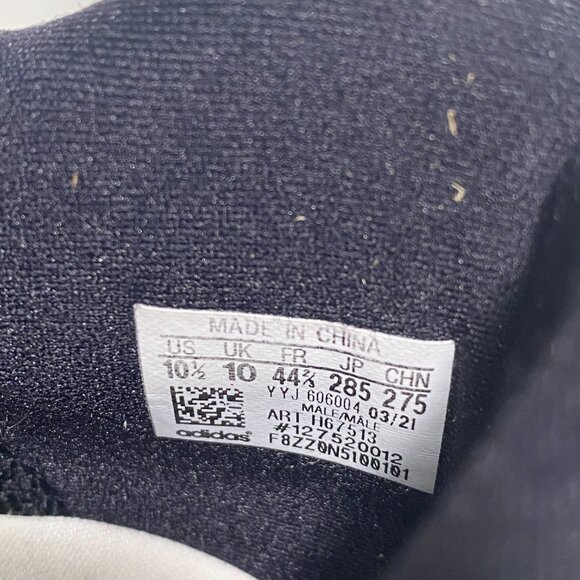 MADE IN CHINA
US UK FR JP CHN
10½ 10 44⅔ 285 275
YYJ 606004 03/21
MALE/MALE
ART H67513
#127520012
adidas F8ZZ0N5100101